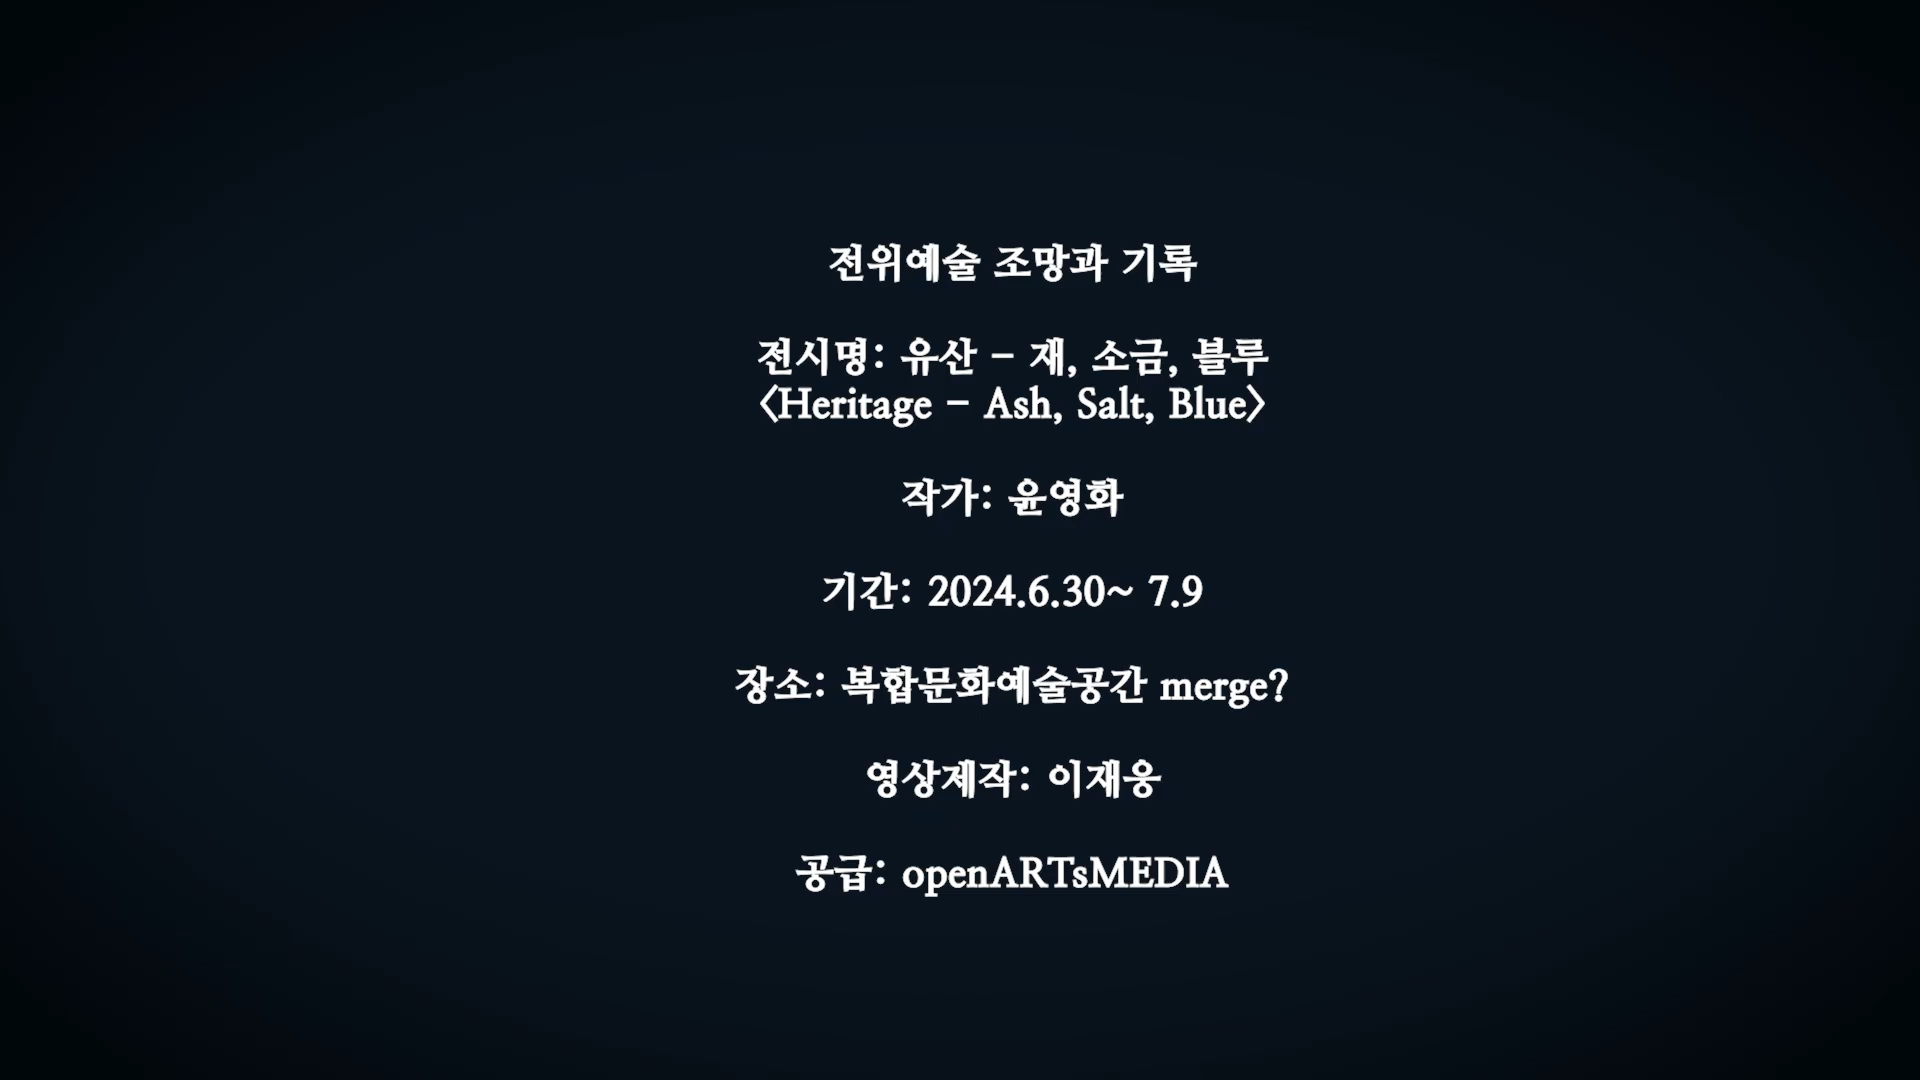 전위예술 조망과 기록
전시명: 유산 - 재, 소금, 블루
<Heritage - Ash, Salt, Blue>
작가: 윤영화
기간: 2024.6.30~ 7.9
장소: 복합문화예술공간 merge?
영상제작: 이재웅
공급: openARTsMEDIA